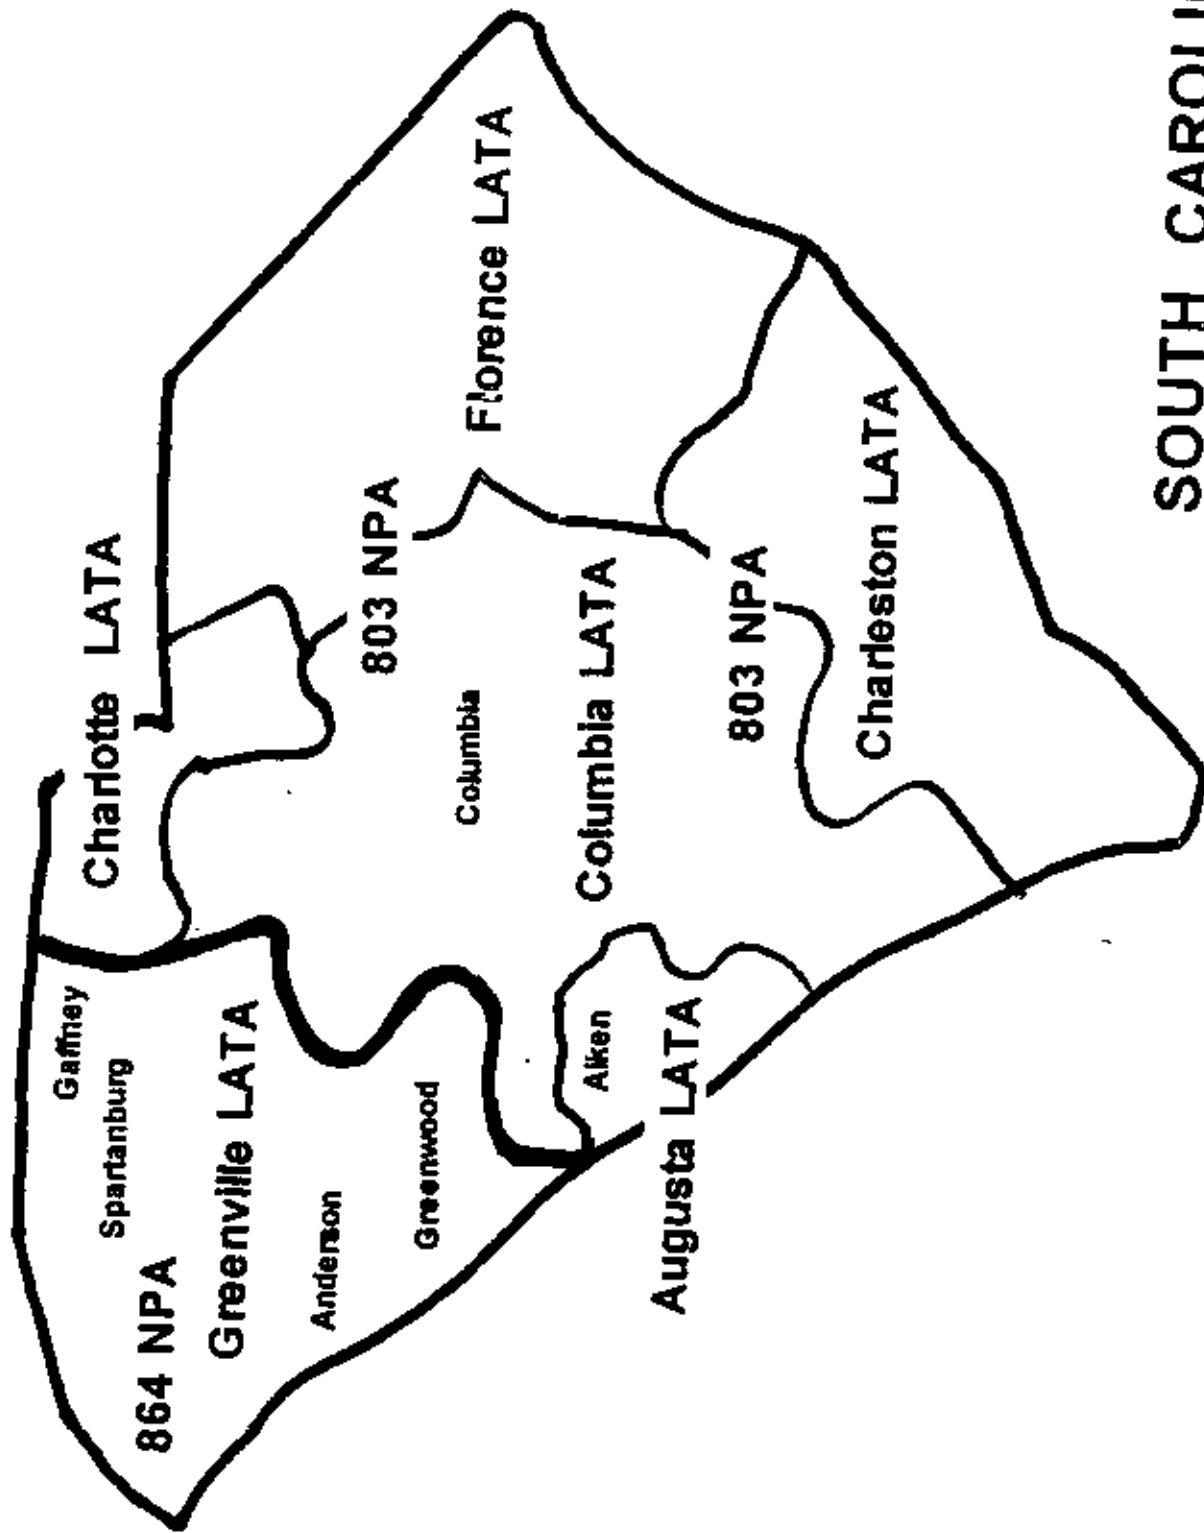 Charlotte LATA
Gaffney
Spartanburg
864 NPA
Greenville LATA
Anderson
Greenwood
803 NPA
Florence LATA
Columbia
Columbia LATA
Aiken
Augusta LATA
803 NPA
Charleston LATA
SOUTH